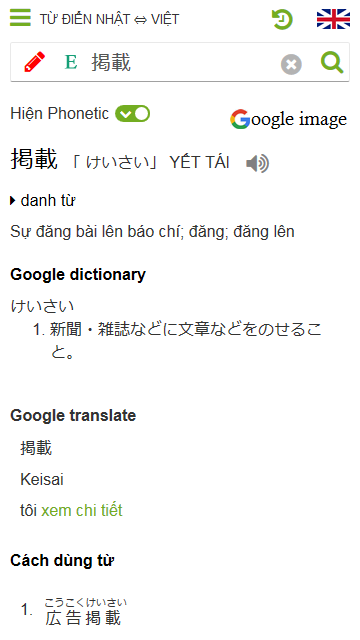 TỪ ĐIỂN NHẬT ⇔ VIỆT
E 掲載
Hiện Phonetic
Google image
掲載 「 けいさい」 YẾT TÁI
danh từ
Sự đăng bài lên báo chí; đăng; đăng lên
Google dictionary
けいさい
1. 新聞・雑誌などに文章などをのせるこ
と。
Google translate
掲載
Keisai
tôi xem chi tiết
Cách dùng từ
こうこくけいさい
1. 広告掲載